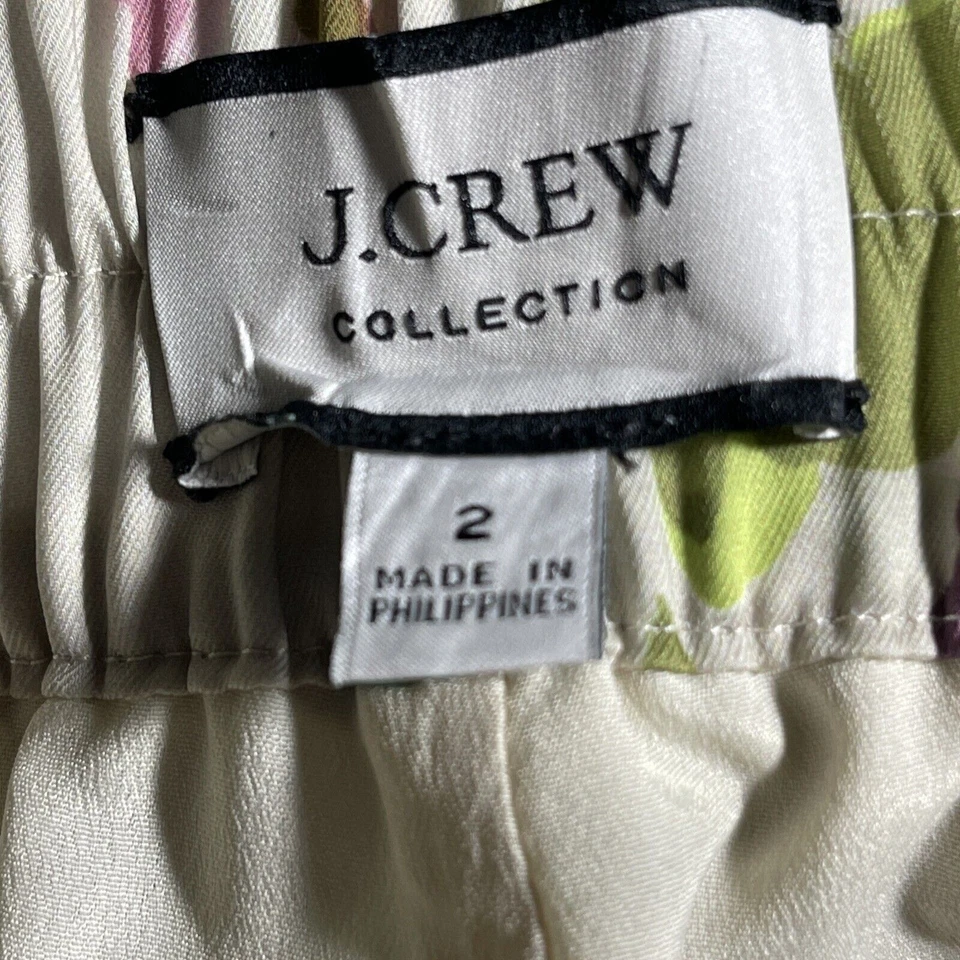 J.CREW
COLLECTION
2
MADE IN
PHILIPPINES